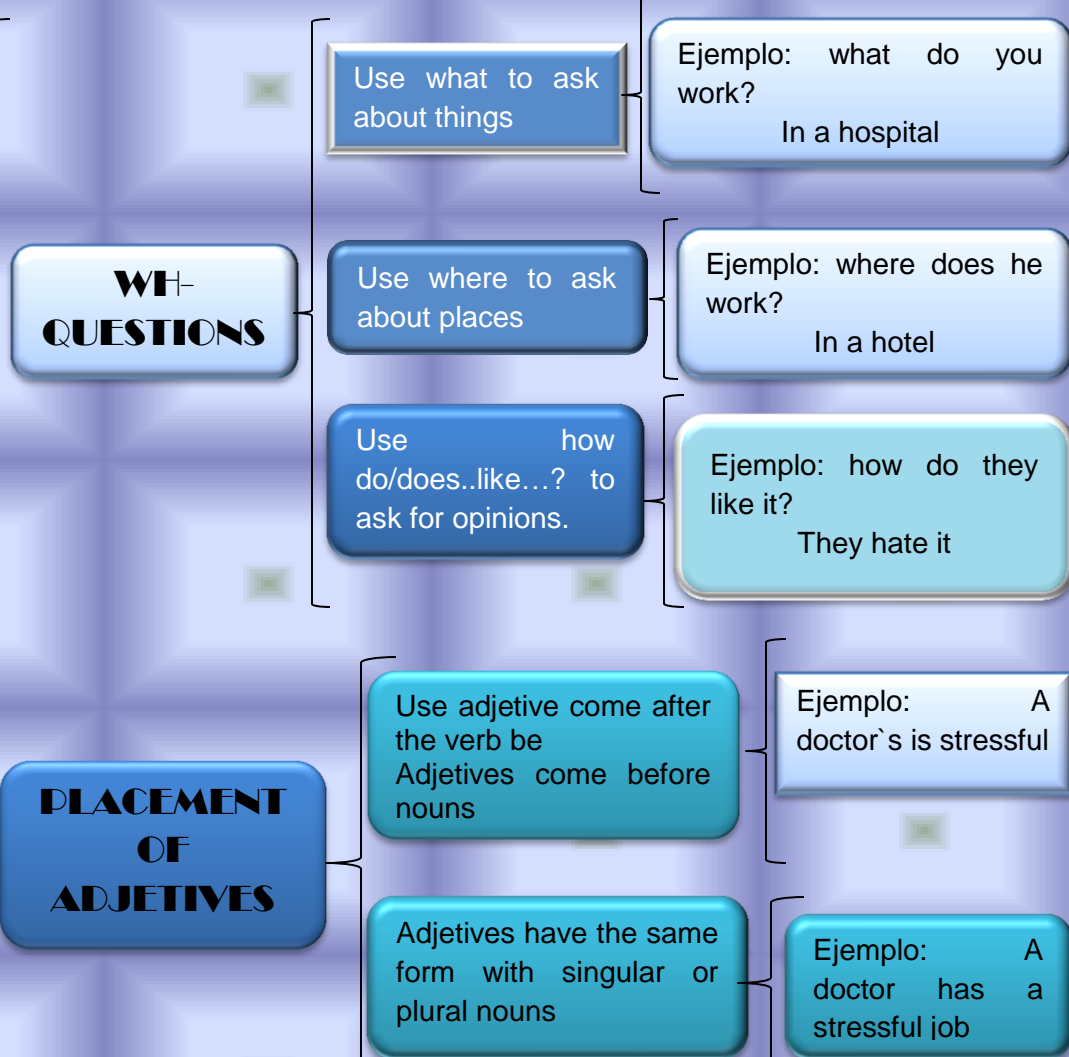 WH-
QUESTIONS
Use what to ask
about things
Ejemplo: what do you
work?
In a hospital
Use where to ask
about places
Ejemplo: where does he
work?
In a hotel
Use how
do/does..like…? to
ask for opinions.
Ejemplo: how do they
like it?
They hate it
PLACEMENT
OF
ADJETIVES
Use adjetive come after
the verb be
Adjetives come before
nouns
Ejemplo: A
doctor`s is stressful
Adjetives have the same
form with singular or
plural nouns
Ejemplo: A
doctor has a
stressful job